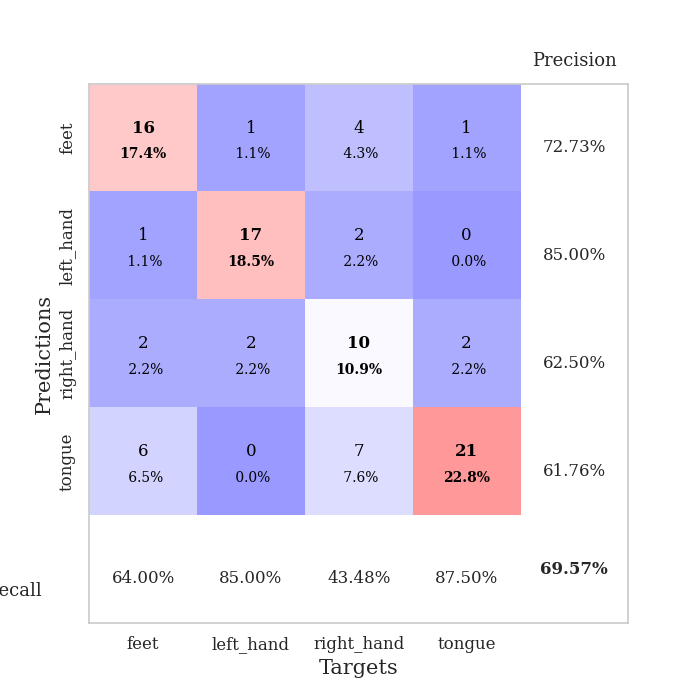 Precision
feet
16 1 4 1
17.4% 1.1% 4.3% 1.1%
72.73%
left_hand
1 17 2 0
1.1% 18.5% 2.2% 0.0%
85.00%
right_hand
2 2 10 2
2.2% 2.2% 10.9% 2.2%
62.50%
tongue
6 0 7 21
6.5% 0.0% 7.6% 22.8%
61.76%
Predictions
ecall
64.00% 85.00% 43.48% 87.50%
69.57%
feet left_hand right_hand tongue
Targets